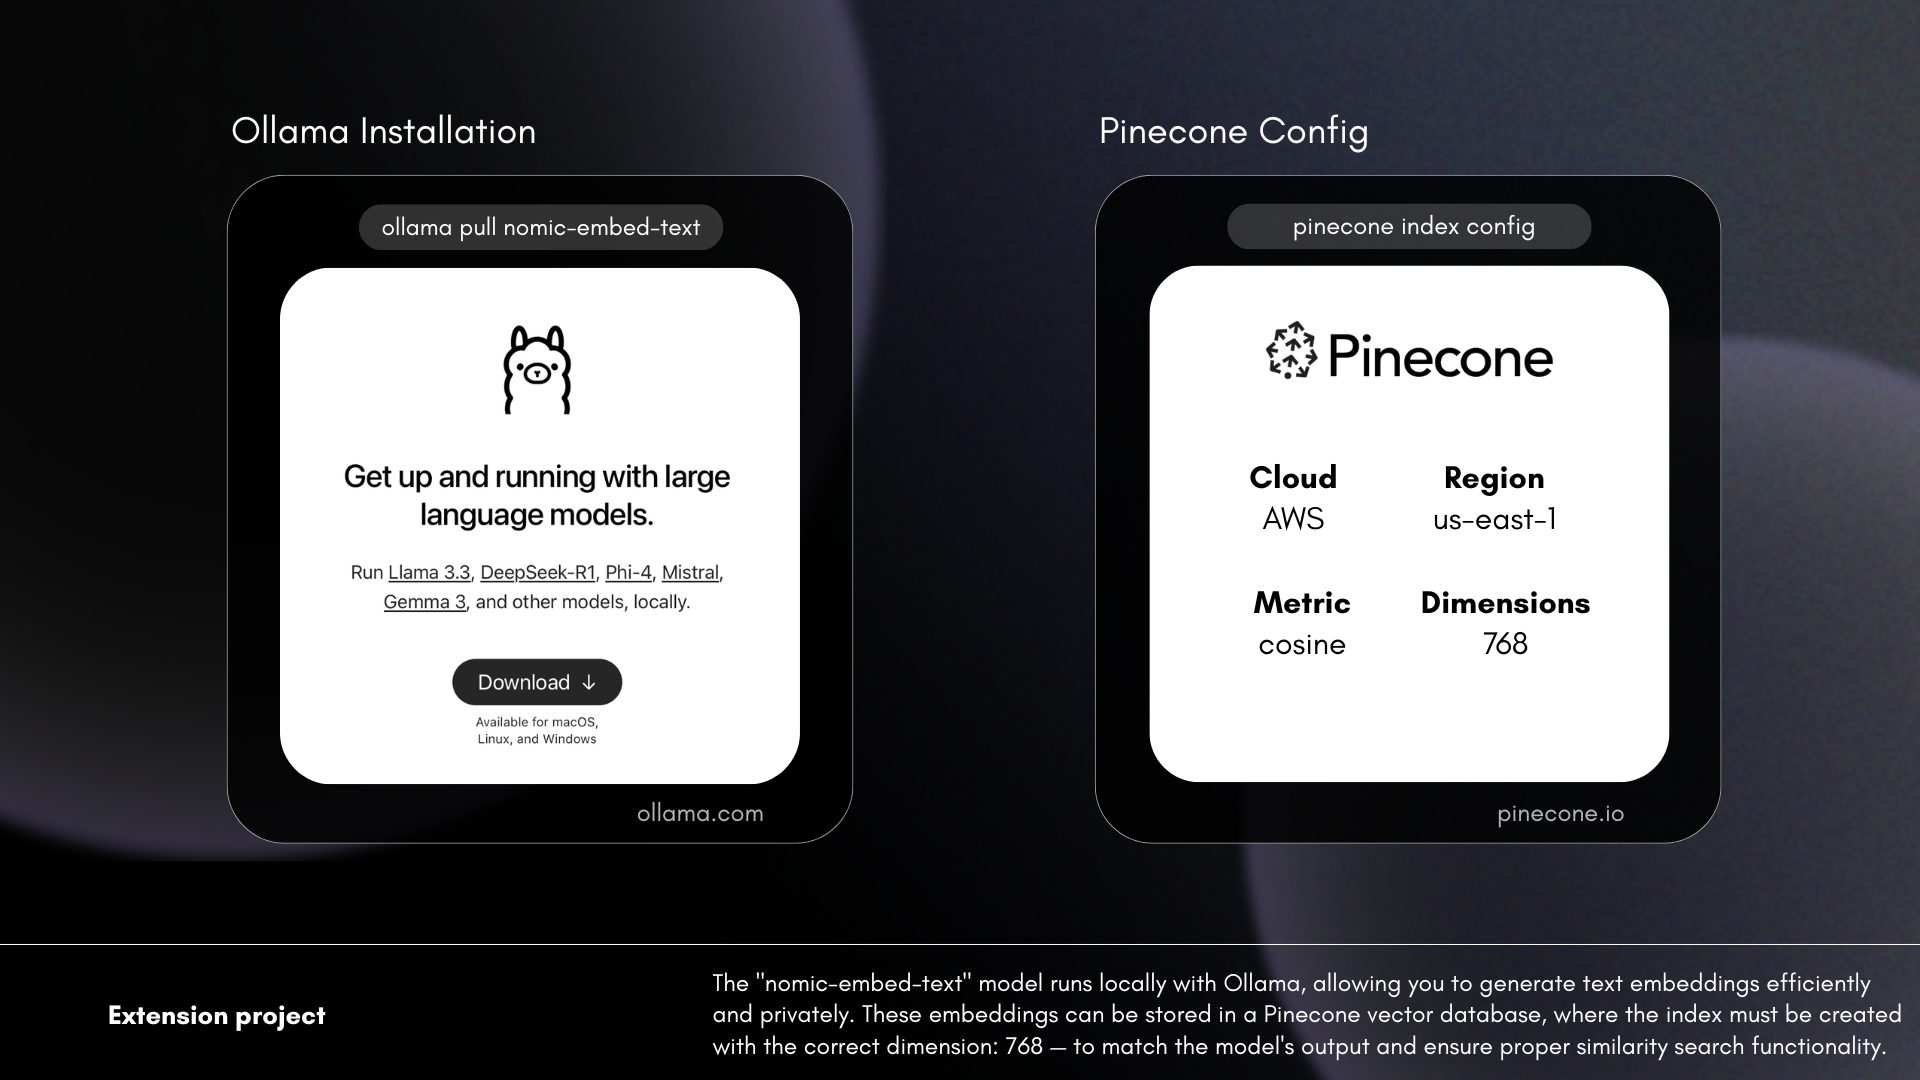 Ollama Installation
ollama pull nomic-embed-text
Get up and running with large
language models.
Run Llama 3.3, DeepSeek-R1, Phi-4, Mistral,
Gemma 3, and other models, locally.
Download ↓
Available for macOS,
Linux, and Windows
ollama.com
Pinecone Config
pinecone index config
Pinecone
Cloud
AWS
Region
us-east-1
Metric
cosine
Dimensions
768
pinecone.io
Extension project
The "nomic-embed-text" model runs locally with Ollama, allowing you to generate text embeddings efficiently
and privately. These embeddings can be stored in a Pinecone vector database, where the index must be created
with the correct dimension: 768 — to match the model's output and ensure proper similarity search functionality.